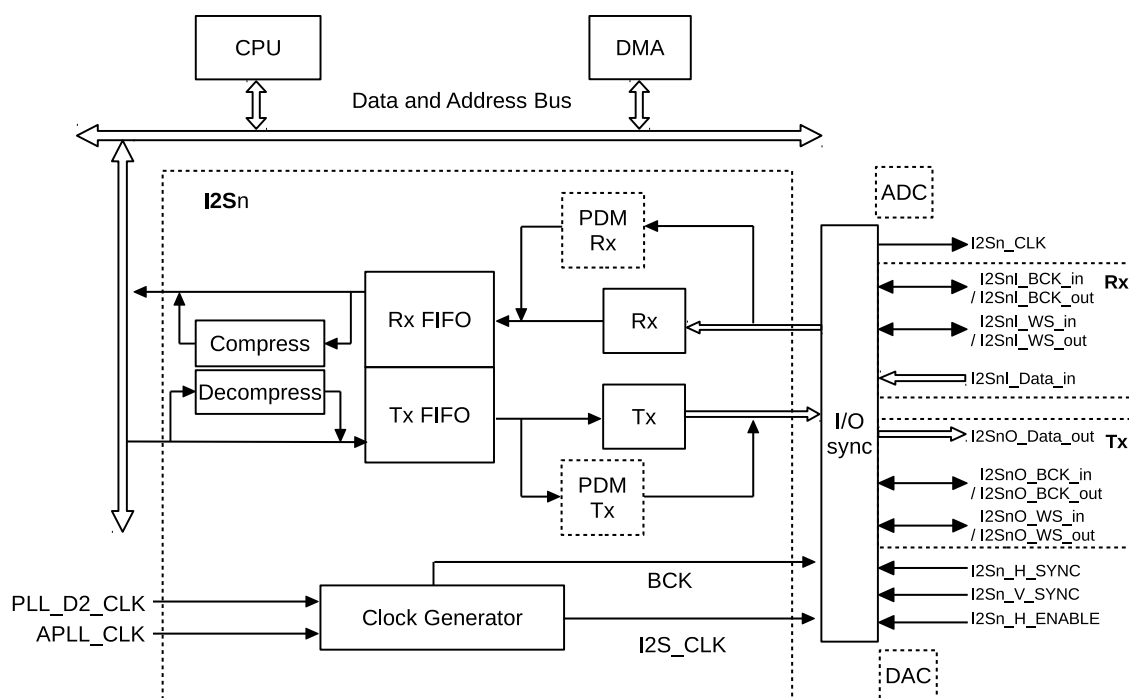 CPU
DMA
Data and Address Bus
I2Sn
ADC
PDM
Rx
I2Sn_CLK
I2SnI_BCK_in
/ I2SnI_BCK_out
Rx
Rx FIFO
Rx
I2SnI_WS_in
/ I2SnI_WS_out
Compress
I2SnI_Data_in
Decompress
Tx FIFO
Tx
I/O
sync
I2SnO_Data_out
Tx
PDM
Tx
I2SnO_BCK_in
/ I2SnO_BCK_out
I2SnO_WS_in
/ I2SnO_WS_out
BCK
I2Sn_H_SYNC
PLL_D2_CLK
Clock Generator
I2Sn_V_SYNC
APLL_CLK
I2S_CLK
I2Sn_H_ENABLE
DAC